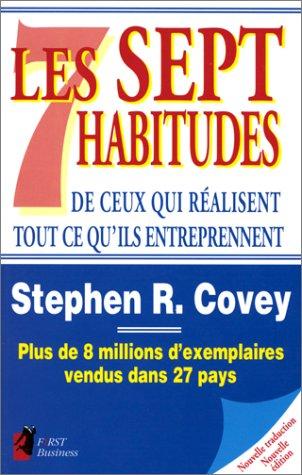 7
LES SEPT
HABITUDES
DE CEUX QUI RÉALISENT
TOUT CE QU'ILS ENTREPRENNENT
Stephen R. Covey
Plus de 8 millions d'exemplaires
vendus dans 27 pays
Nouvelle traduction
Nouvelle
édition
F1RST
Business